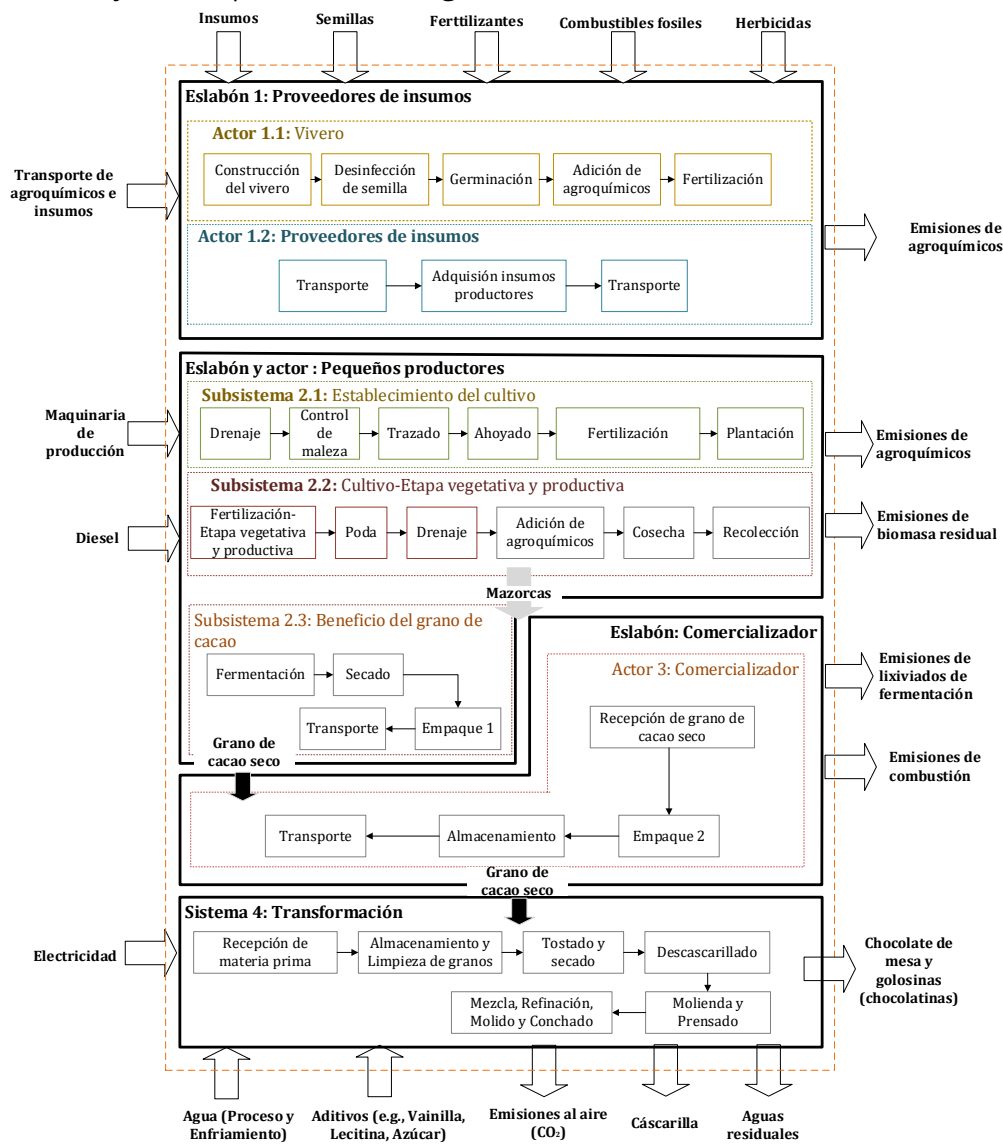 Insumos
Semillas
Ferttilizantes
Combustibles fosiles
Herbicidas
Eslabón 1: Proveedores de insumos
Actor 1.1: Vivero
Construcción
del vivero
Desinfección
de semilla
Germinación
Adición de
agroquímicos
Fertilización
Transporte de
agroquímicos e
insumos
Actor 1.2: Proveedores de insumos
Transporte
Adquisión insumos
productores
Transporte
Emisiones de
agroquímicos
Eslabón y actor : Pequeños productores
Subsistema 2.1: Establecimiento del cultivo
Drenaje
Control
de
maleza
Trazado
Ahoyado
Fertilización
Plantación
Maquinaria
de
producción
Emisiones de
agroquímicos
Subsistema 2.2: Cultivo-Etapa vegetativa y productiva
Fertilización-
Etapa vegetativa
y productiva
Poda
Drenaje
Adición de
agroquímicos
Cosecha
Recolección
Diesel
Emisiones de
biomasa residual
Mazorcas
Subsistema 2.3: Beneficio del grano de
cacao
Fermentación
Secado
Transporte
Empaque 1
Grano de
cacao seco
Eslabón: Comercializador
Actor 3: Comercializador
Recepción de grano de
cacao seco
Emisiones de
lixiviados de
fermentación
Emisiones de
combustión
Transporte
Almacenamiento
Empaque 2
Grano de
cacao seco
Sistema 4: Transformación
Recepción de
materia prima
Almacenamiento y
Limpieza de granos
Tostado y
secado
Descascarillado
Mezcla, Refinación,
Molido y Conchado
Molienda y
Prensado
Electricidad
Chocolate de
mesa y
golosinas
(chocolatinas)
Agua (Proceso y
Enfriamiento)
Aditivos (e.g., Vainilla,
Lecitina, Azúcar)
Emisiones al aire
(CO₂)
Cáscarilla
Aguas
residuales